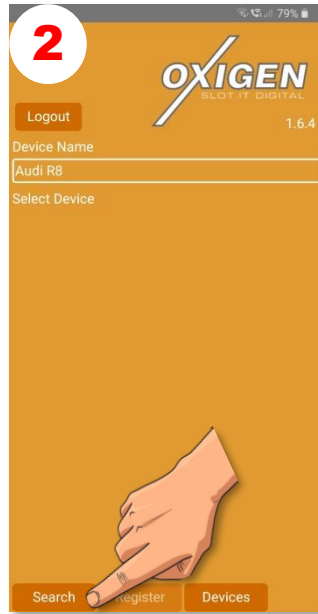 2
79%
OXIGEN
SLOT.IT DIGITAL
Logout
1.6.4
Device Name
Audi R8
Select Device
Search Register Devices